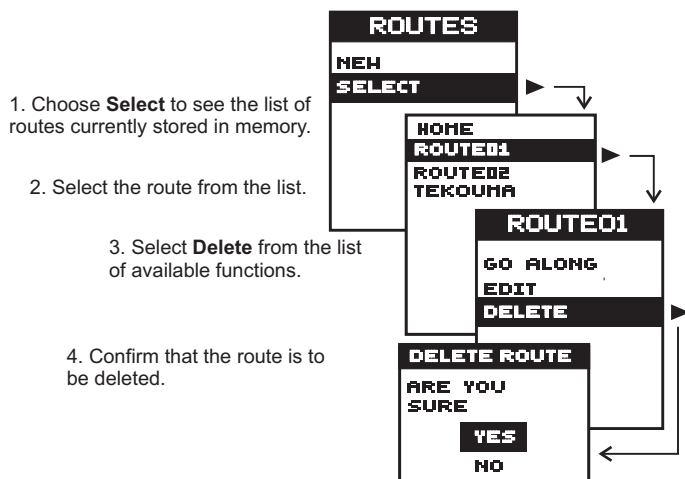 ROUTES
NEW
SELECT
1. Choose Select to see the list of
routes currently stored in memory.
HOME
ROUTE01
ROUTE02
TEKOUMA
2. Select the route from the list.
ROUTE01
GO ALONG
EDIT
DELETE
3. Select Delete from the list
of available functions.
4. Confirm that the route is to
be deleted.
DELETE ROUTE
ARE YOU
SURE
YES
NO